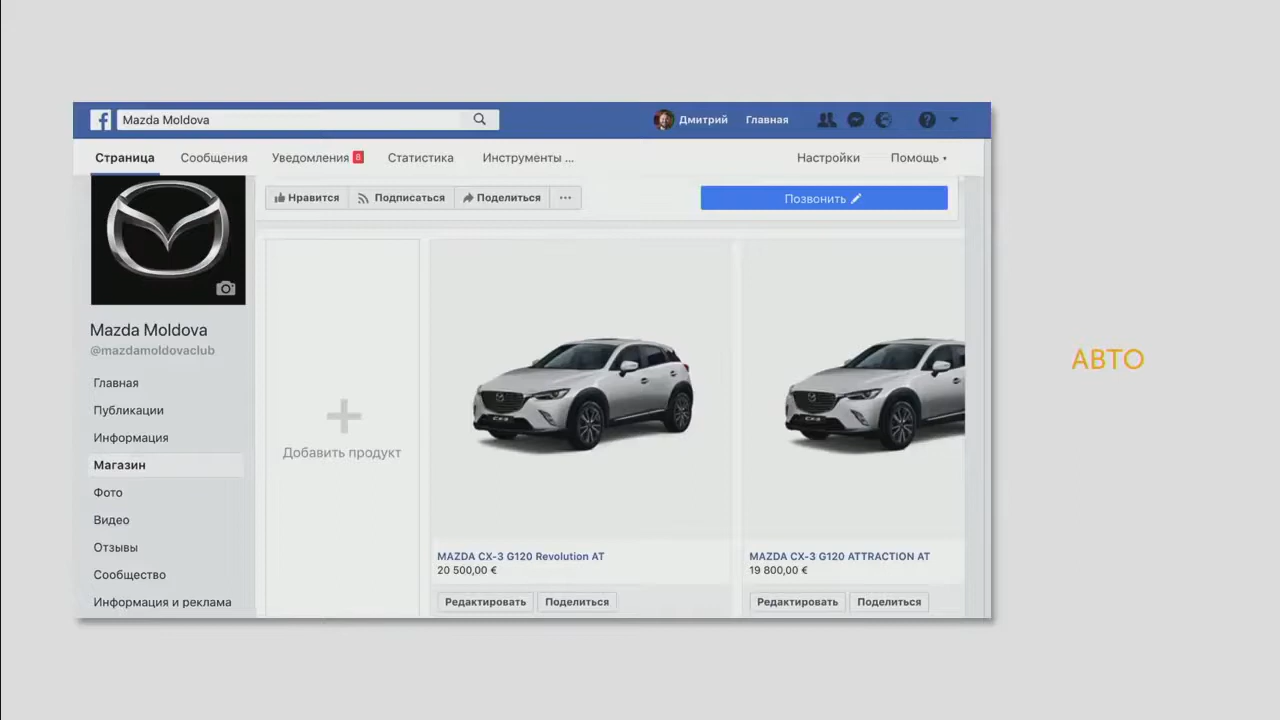 Mazda Moldova
Дмитрий
Главная
Страница
Сообщения
Уведомления 8
Статистика
Инструменты ...
Настройки
Помощь
Нравится
Подписаться
Поделиться
Позвонить
Mazda Moldova
@mazdamoldovaclub
Главная
Публикации
Информация
Магазин
Фото
Видео
Отзывы
Сообщество
Информация и реклама
Добавить продукт
MAZDA CX-3 G120 Revolution AT
20 500,00 €
Редактировать
Поделиться
MAZDA CX-3 G120 ATTRACTION AT
19 800,00 €
Редактировать
Поделиться
АВТО